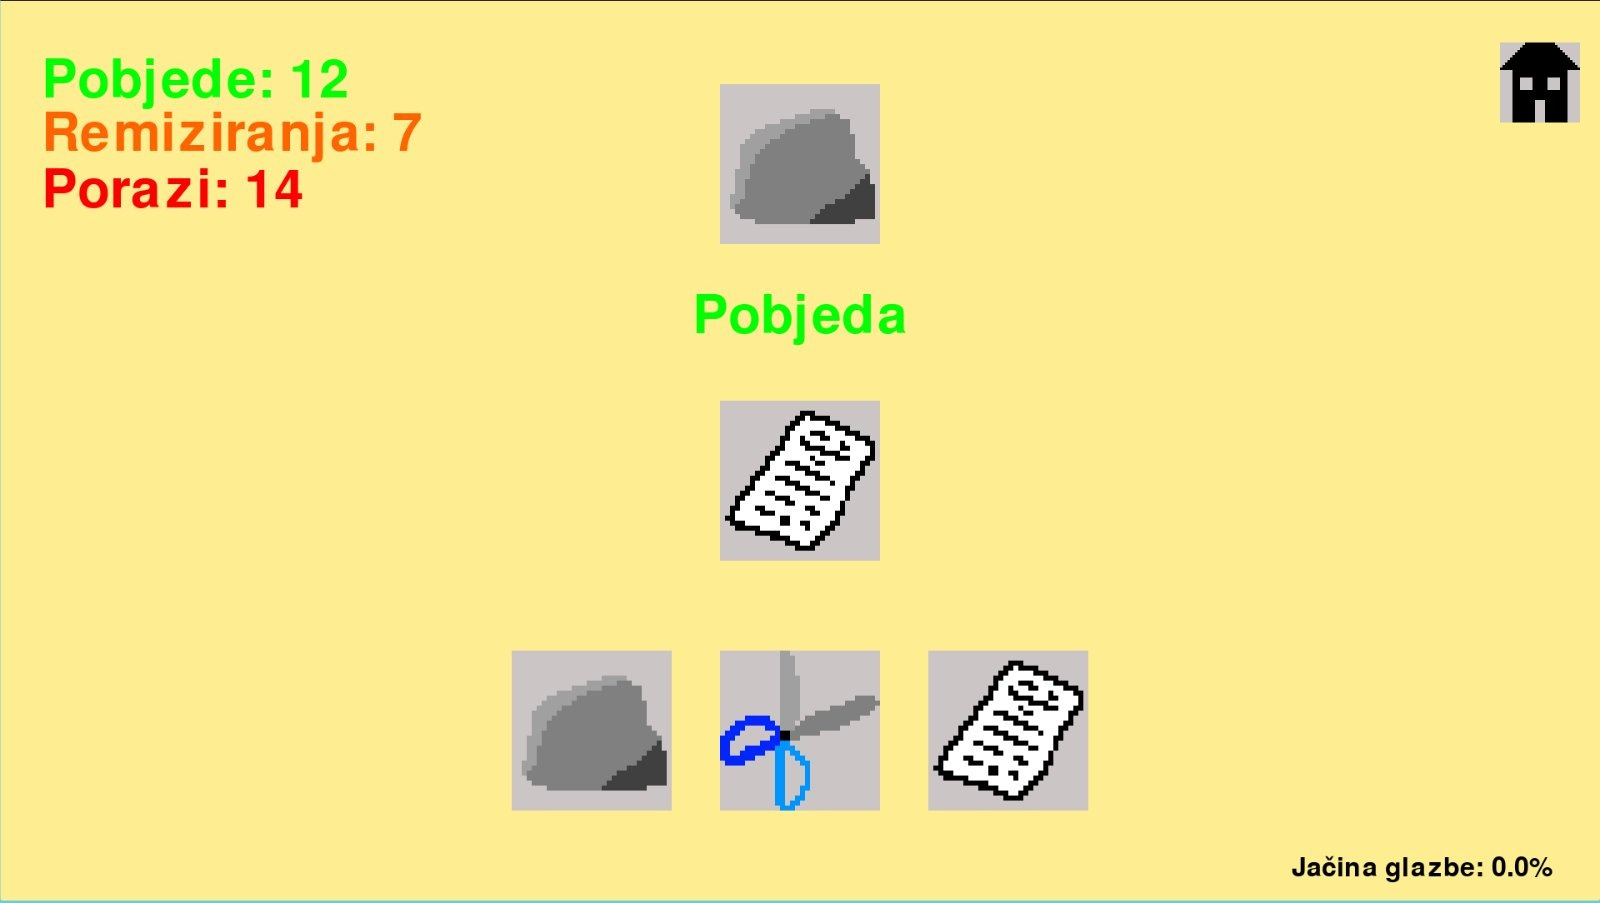 Pobjede: 12
Remiziranja: 7
Porazi: 14
Pobjeda
Jačina glazbe: 0.0%